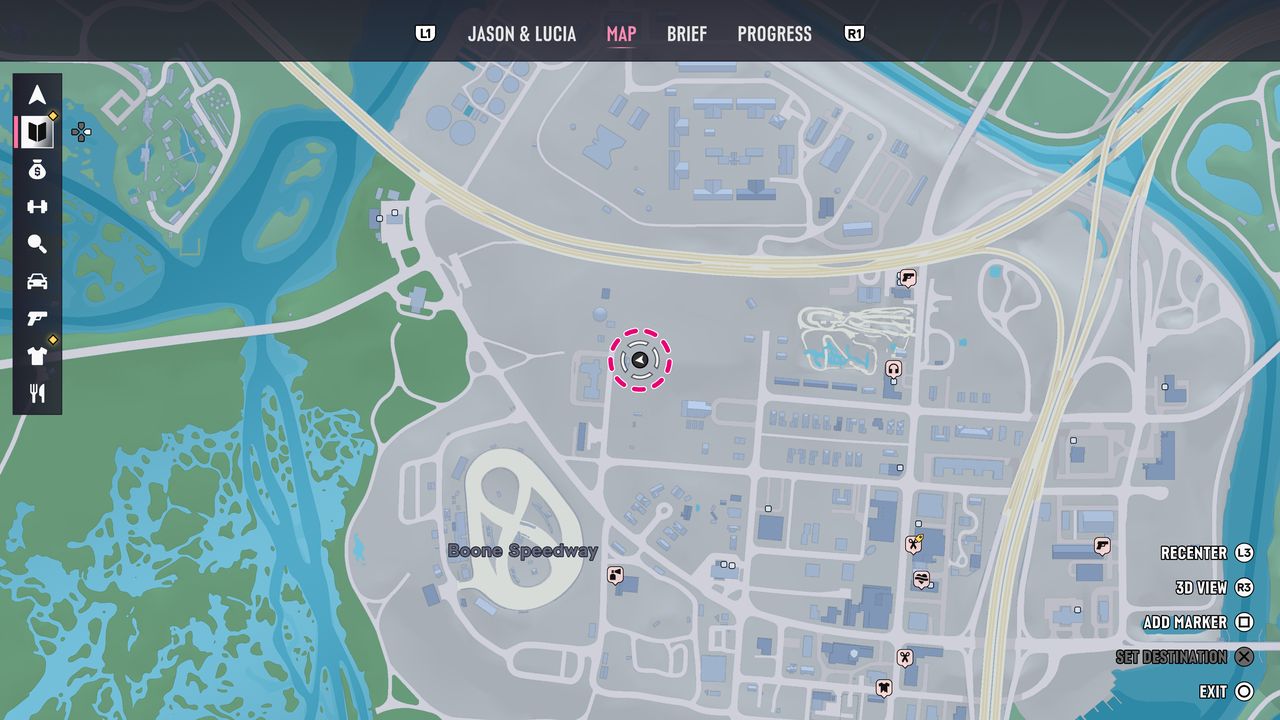 L1 JASON & LUCIA MAP BRIEF PROGRESS R1
Boone Speedway
RECENTER L3
3D VIEW R3
ADD MARKER
SET DESTINATION
EXIT